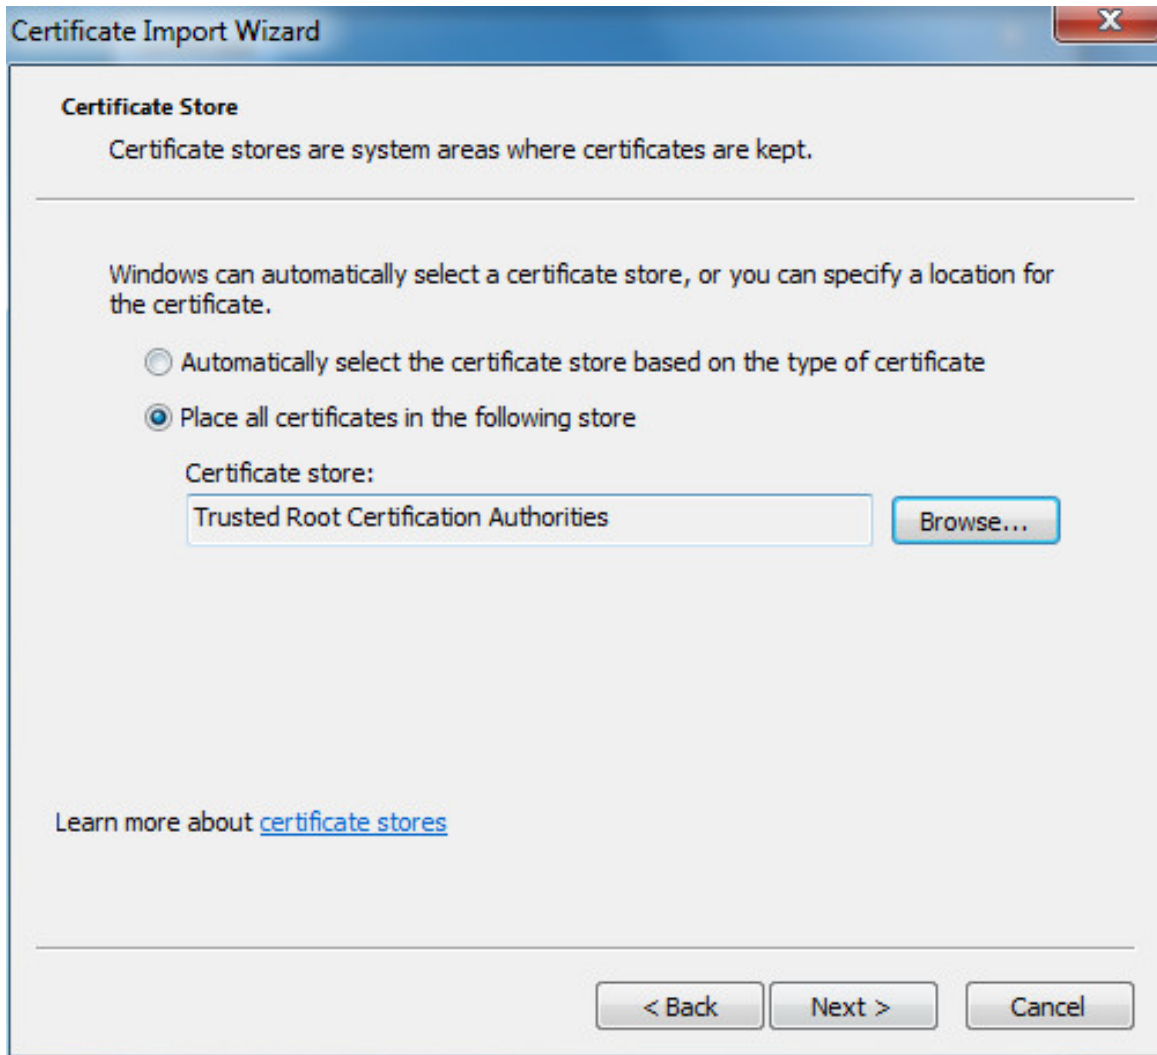 Certificate Import Wizard
Certificate Store
Certificate stores are system areas where certificates are kept.
Windows can automatically select a certificate store, or you can specify a location for
the certificate.
Automatically select the certificate store based on the type of certificate
Place all certificates in the following store
Certificate store:
Trusted Root Certification Authorities
Browse...
Learn more about certificate stores
< Back
Next >
Cancel